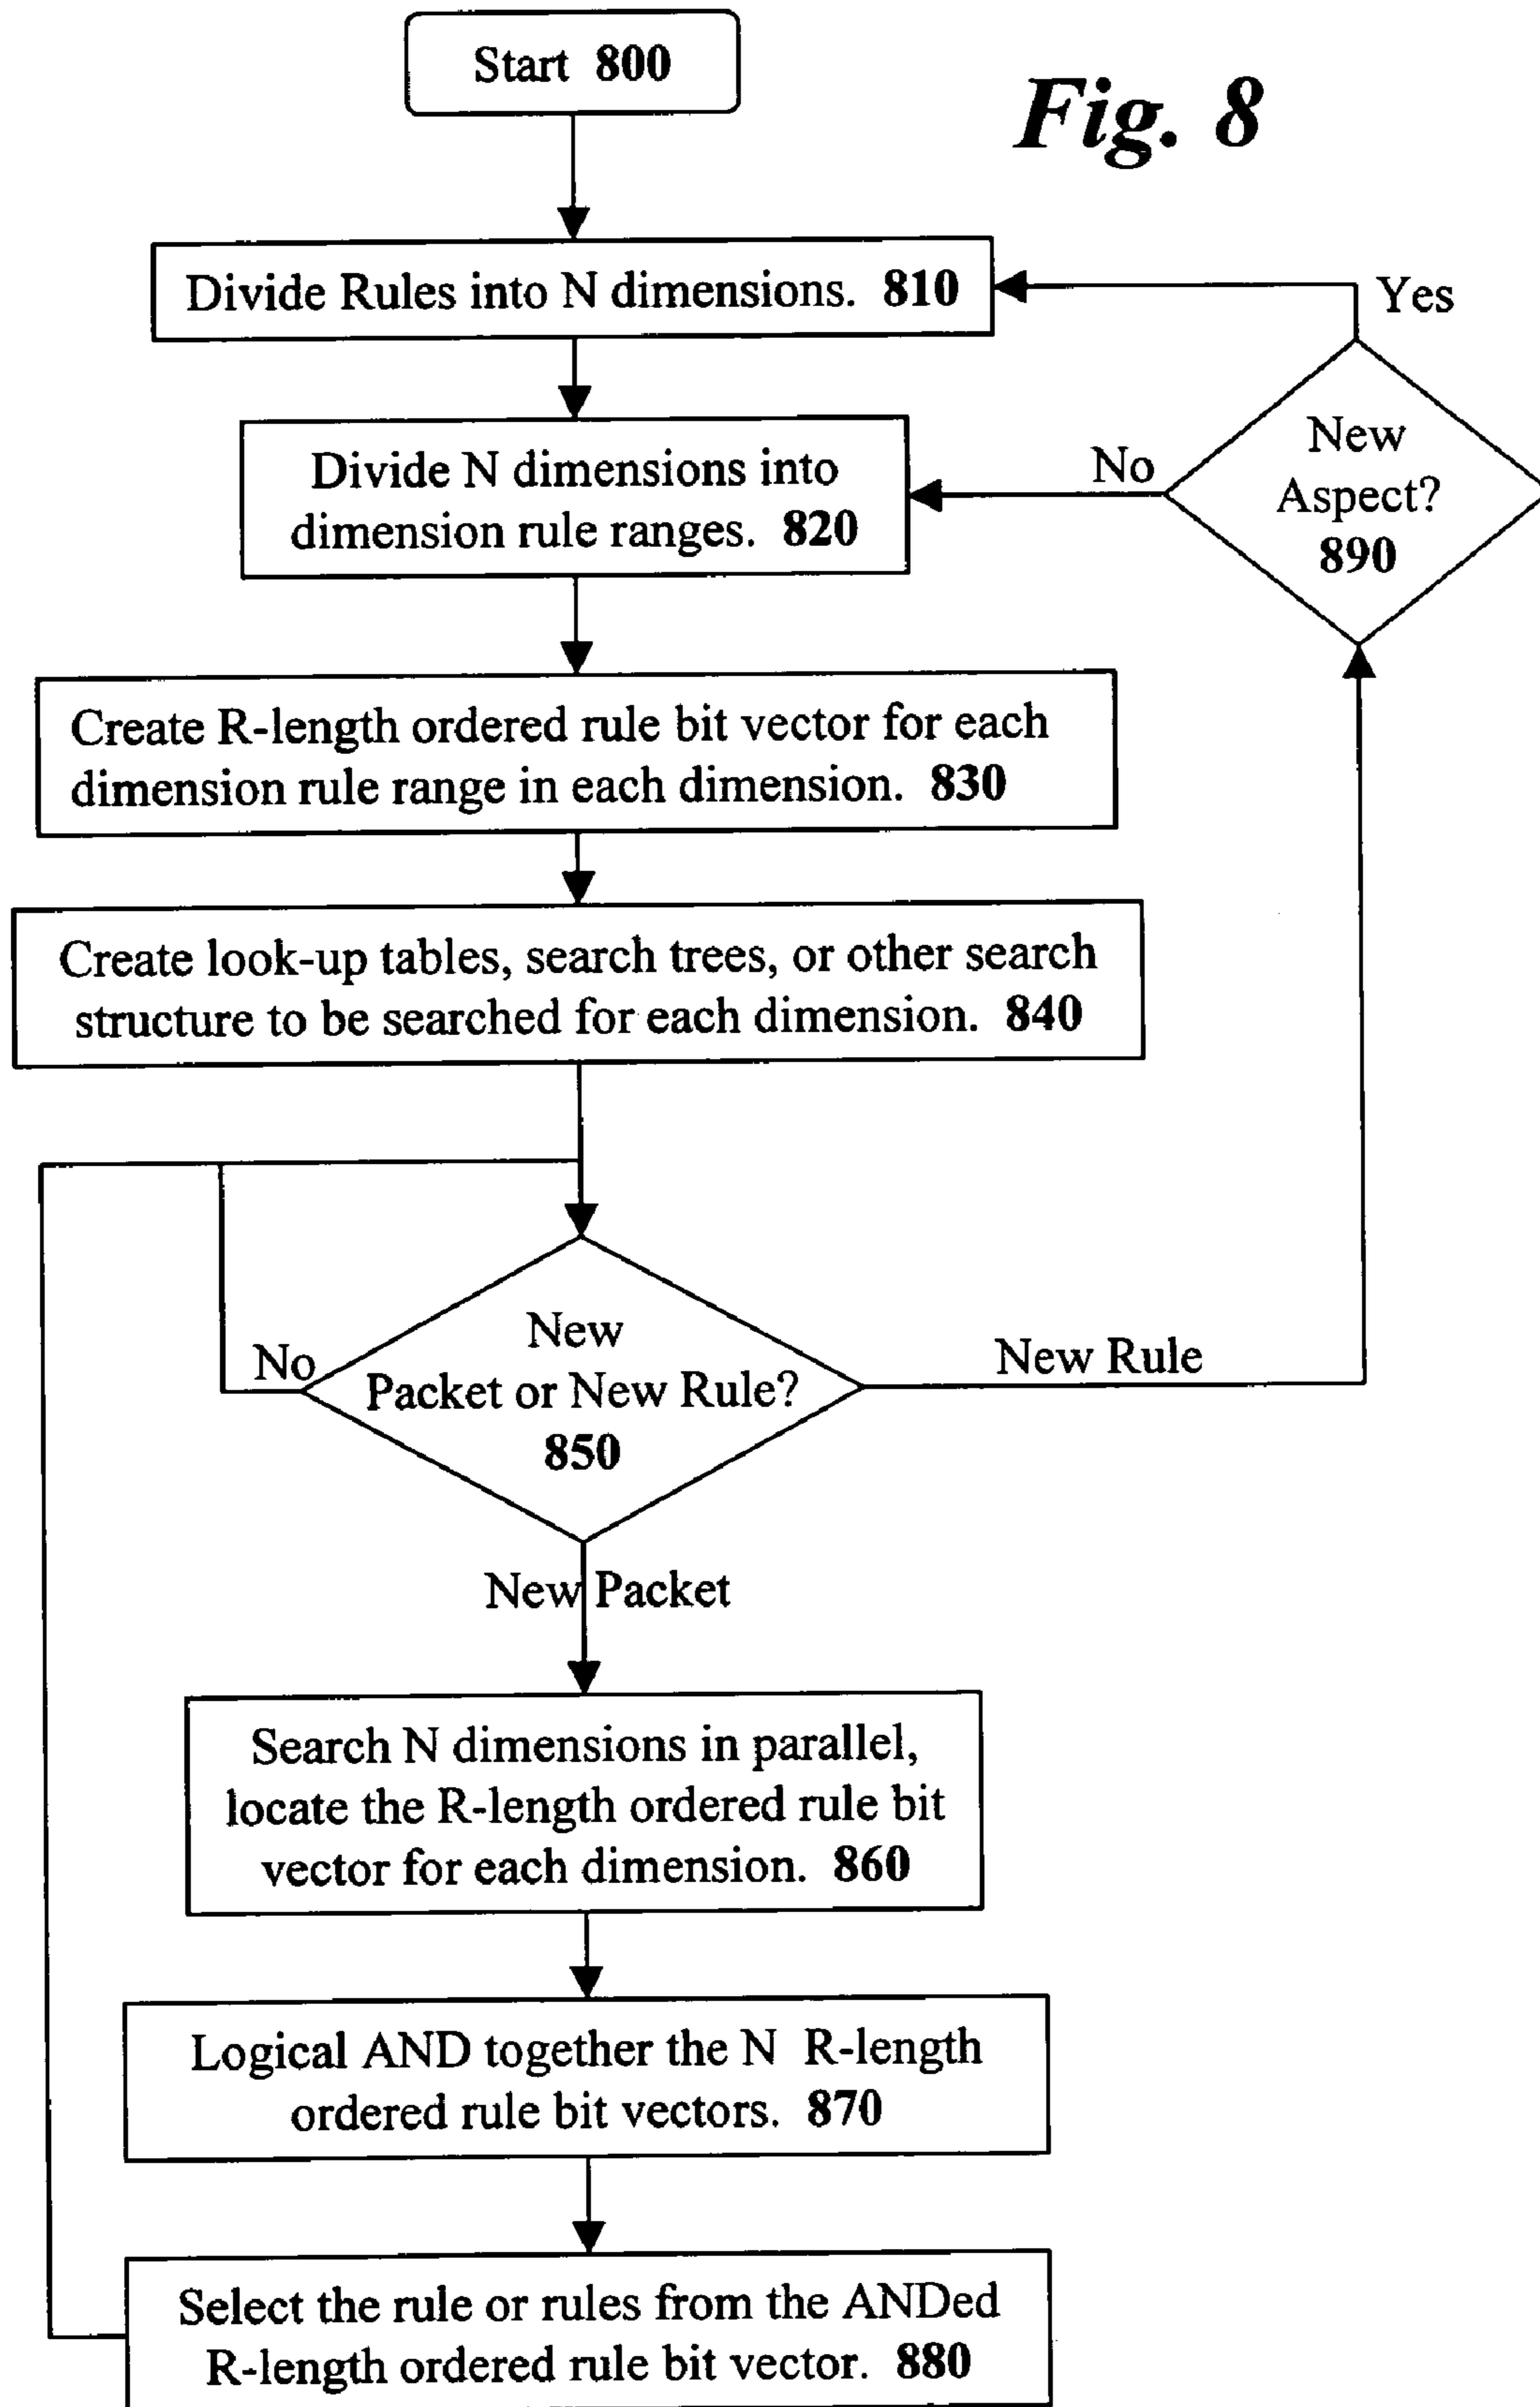 Start 800
Fig. 8
Divide Rules into N dimensions. 810
Yes
Divide N dimensions into
dimension rule ranges. 820
No
New
Aspect?
890
Create R-length ordered rule bit vector for each
dimension rule range in each dimension. 830
Create look-up tables, search trees, or other search
structure to be searched for each dimension. 840
No
New
Packet or New Rule?
850
New Rule
New Packet
Search N dimensions in parallel,
locate the R-length ordered rule bit
vector for each dimension. 860
Logical AND together the N R-length
ordered rule bit vectors. 870
Select the rule or rules from the ANDed
R-length ordered rule bit vector. 880